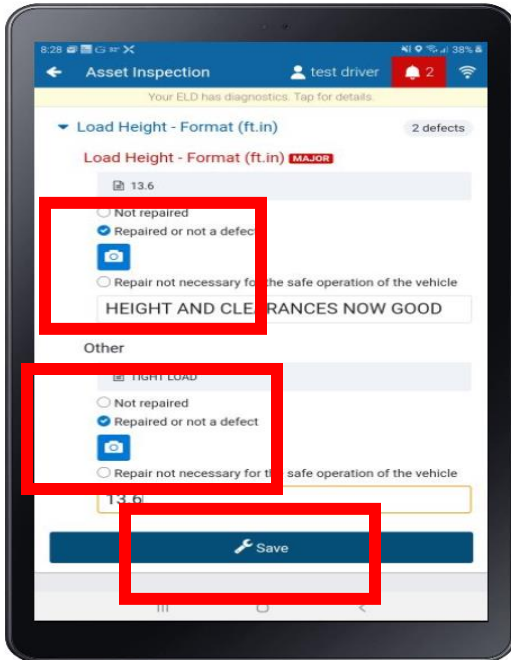 8:28 38%
Asset Inspection test driver 2
Your ELD has diagnostics. Tap for details.
Load Height - Format (ft.in) 2 defects
Load Height - Format (ft.in) MAJOR
13.6
Not repaired
Repaired or not a defect
Repair not necessary for the safe operation of the vehicle
HEIGHT AND CLEARANCES NOW GOOD
Other
TIGHT LOAD
Not repaired
Repaired or not a defect
Repair not necessary for the safe operation of the vehicle
13.6
Save